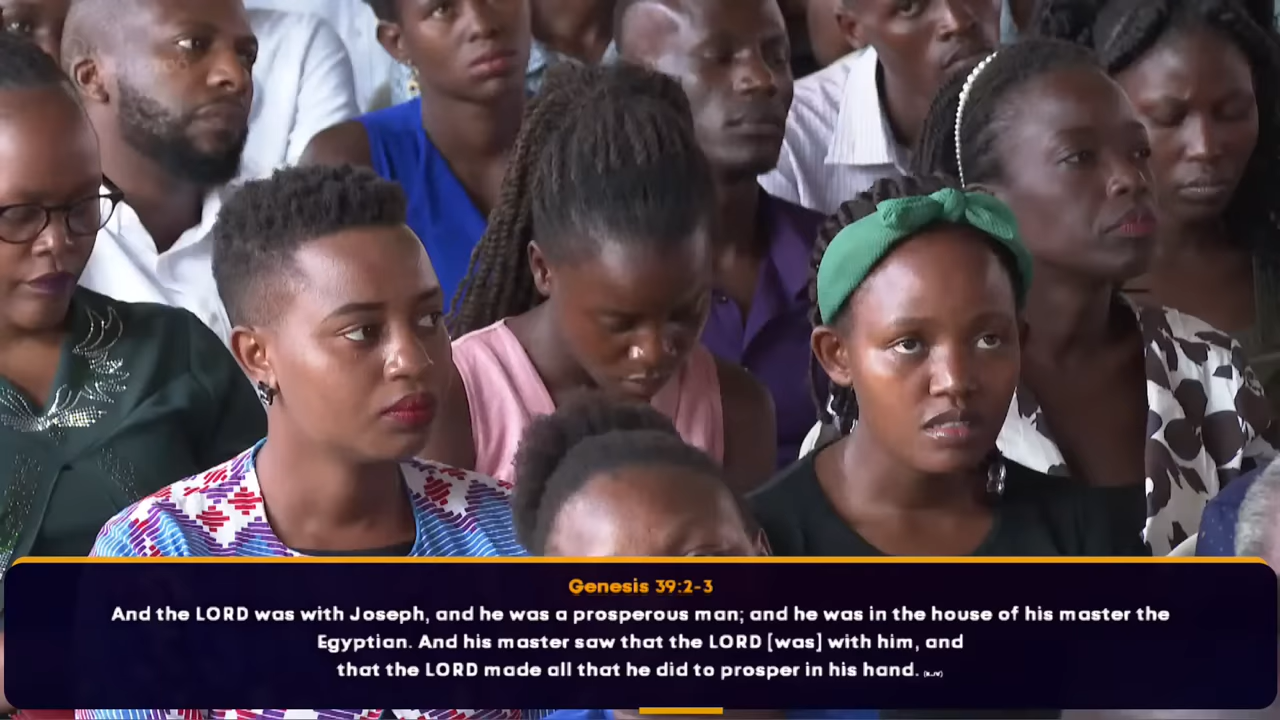 Genesis 39:2-3
And the LORD was with Joseph, and he was a prosperous man; and he was in the house of his master the
Egyptian. And his master saw that the LORD [was] with him, and
that the LORD made all that he did to prosper in his hand. (KJV)